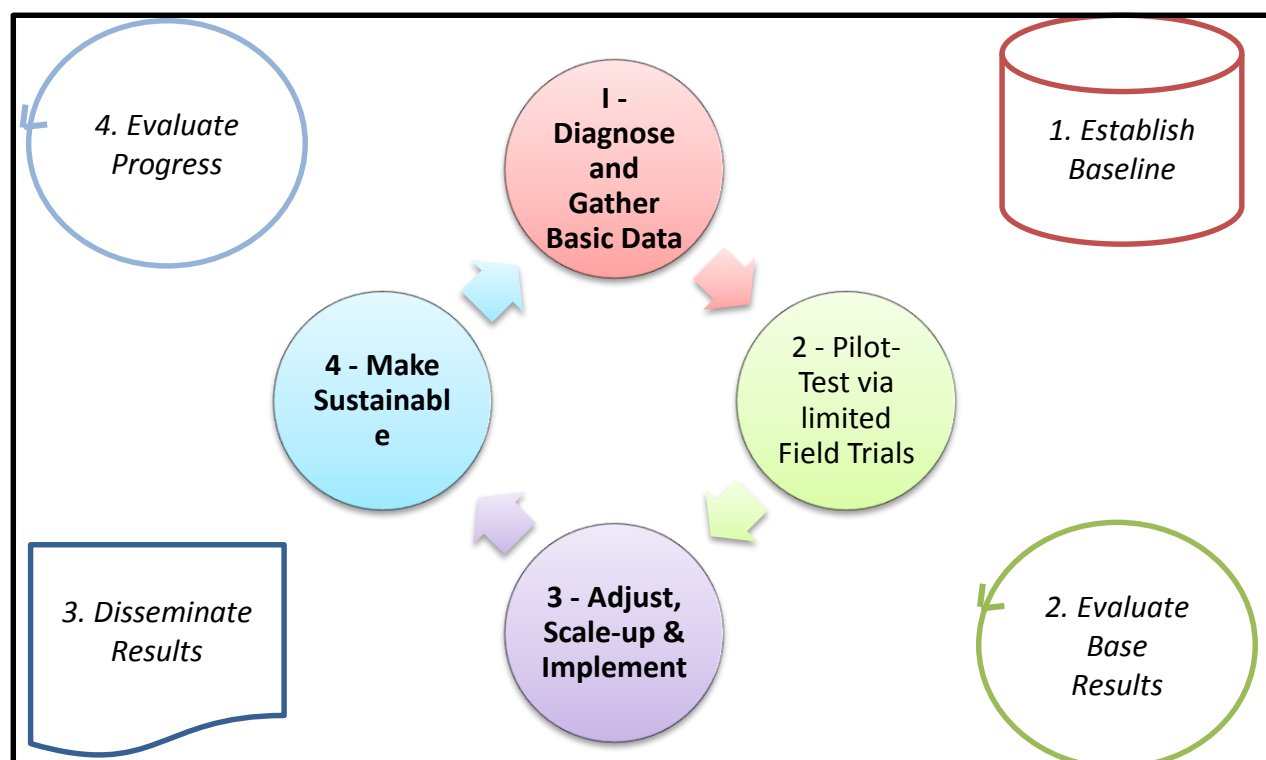 4. Evaluate
Progress
I -
Diagnose
and
Gather
Basic Data
1. Establish
Baseline
4 - Make
Sustainabl
e
2 - Pilot-
Test via
limited
Field Trials
3. Disseminate
Results
3 - Adjust,
Scale-up &
Implement
2. Evaluate
Base
Results